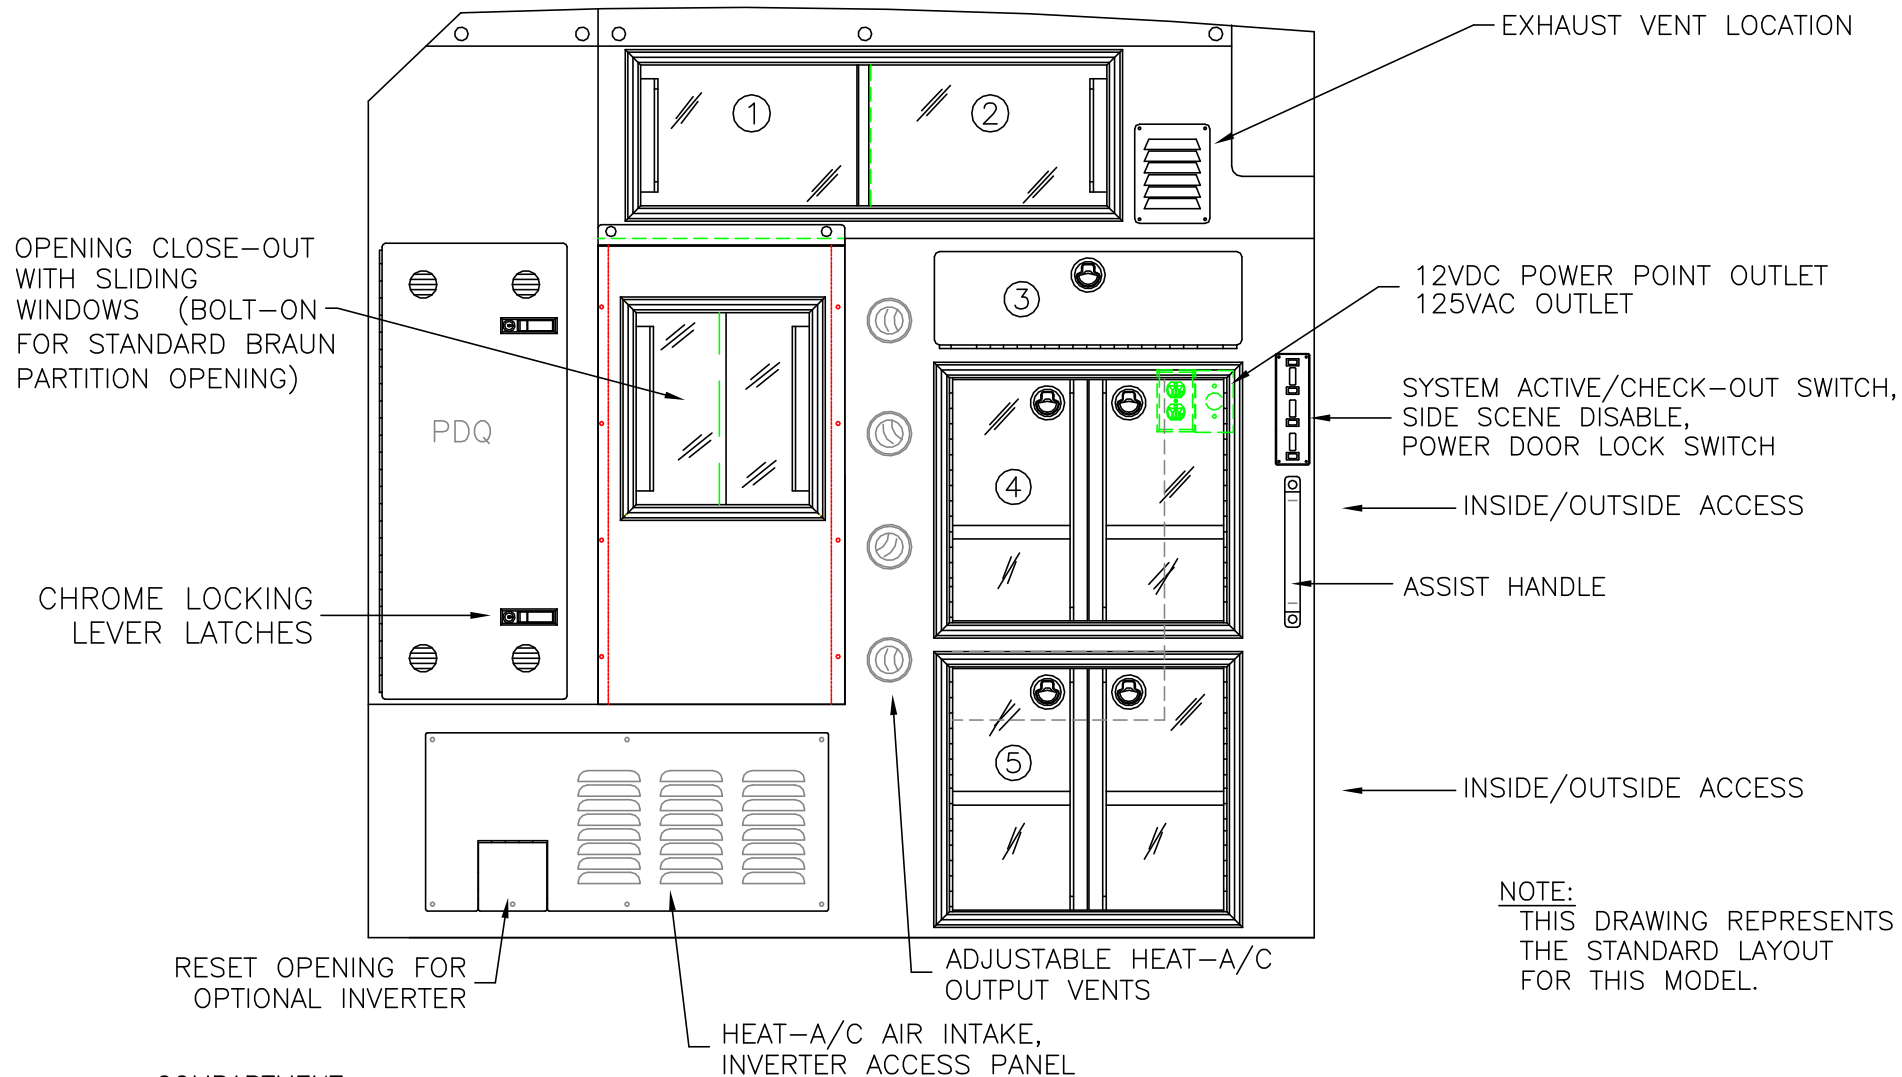 EXHAUST VENT LOCATION
1
2
OPENING CLOSE-OUT
WITH SLIDING
WINDOWS (BOLT-ON
FOR STANDARD BRAUN
PARTITION OPENING)
3
12VDC POWER POINT OUTLET
125VAC OUTLET
SYSTEM ACTIVE/CHECK-OUT SWITCH,
SIDE SCENE DISABLE,
POWER DOOR LOCK SWITCH
PDQ
4
INSIDE/OUTSIDE ACCESS
CHROME LOCKING
LEVER LATCHES
ASSIST HANDLE
5
INSIDE/OUTSIDE ACCESS
NOTE:
THIS DRAWING REPRESENTS
THE STANDARD LAYOUT
FOR THIS MODEL.
RESET OPENING FOR
OPTIONAL INVERTER
ADJUSTABLE HEAT-A/C
OUTPUT VENTS
HEAT-A/C AIR INTAKE,
INVERTER ACCESS PANEL
COMPARTMENT